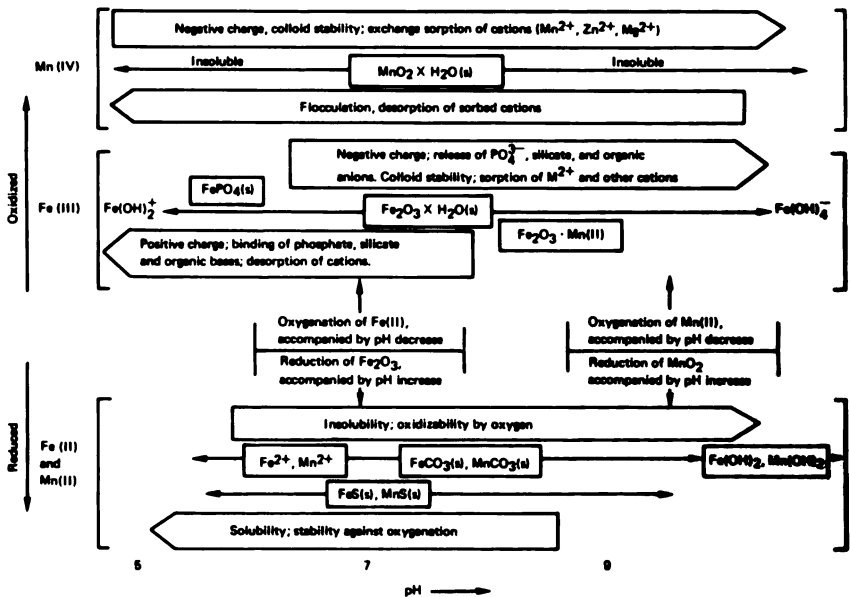 Negative charge, colloid stability; exchange sorption of cations (Mn2+, Zn2+, Mg2+)
Mn (IV)
Insoluble
MnO2 X H2O(s)
Insoluble
Flocculation, desorption of sorbed cations
Oxidized
Negative charge; release of PO4^3−, silicate, and organic
anions. Colloid stability; sorption of M2+ and other cations
FePO4(s)
Fe (III)
Fe(OH)2+
Fe2O3 X H2O(s)
Fe(OH)4−
Fe2O3 · Mn(II)
Positive charge; binding of phosphate, silicate
and organic bases; desorption of cations.
Oxygenation of Fe(II),
accompanied by pH decrease
Oxygenation of Mn(II),
accompanied by pH decrease
Reduction of Fe2O3,
accompanied by pH increase
Reduction of MnO2
accompanied by pH increase
Reduced
Insolubility; oxidizability by oxygen
Fe (II)
and
Mn(II)
Fe2+, Mn2+
FeCO3(s), MnCO3(s)
Fe(OH)2, Mn(OH)2
FeS(s), MnS(s)
Solubility; stability against oxygenation
5
7
9
pH